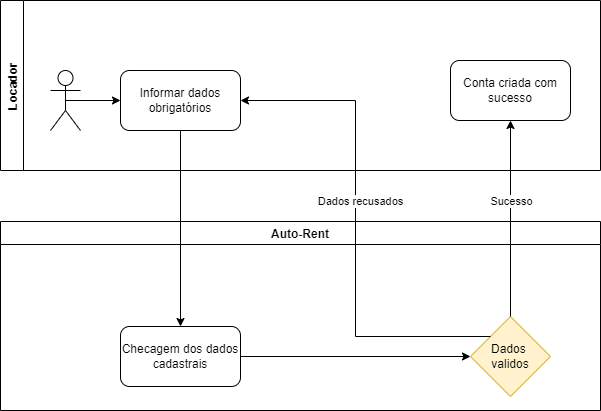 Locador
Informar dados
obrigatórios
Conta criada com
sucesso
Dados recusados
Sucesso
Auto-Rent
Checagem dos dados
cadastrais
Dados
validos